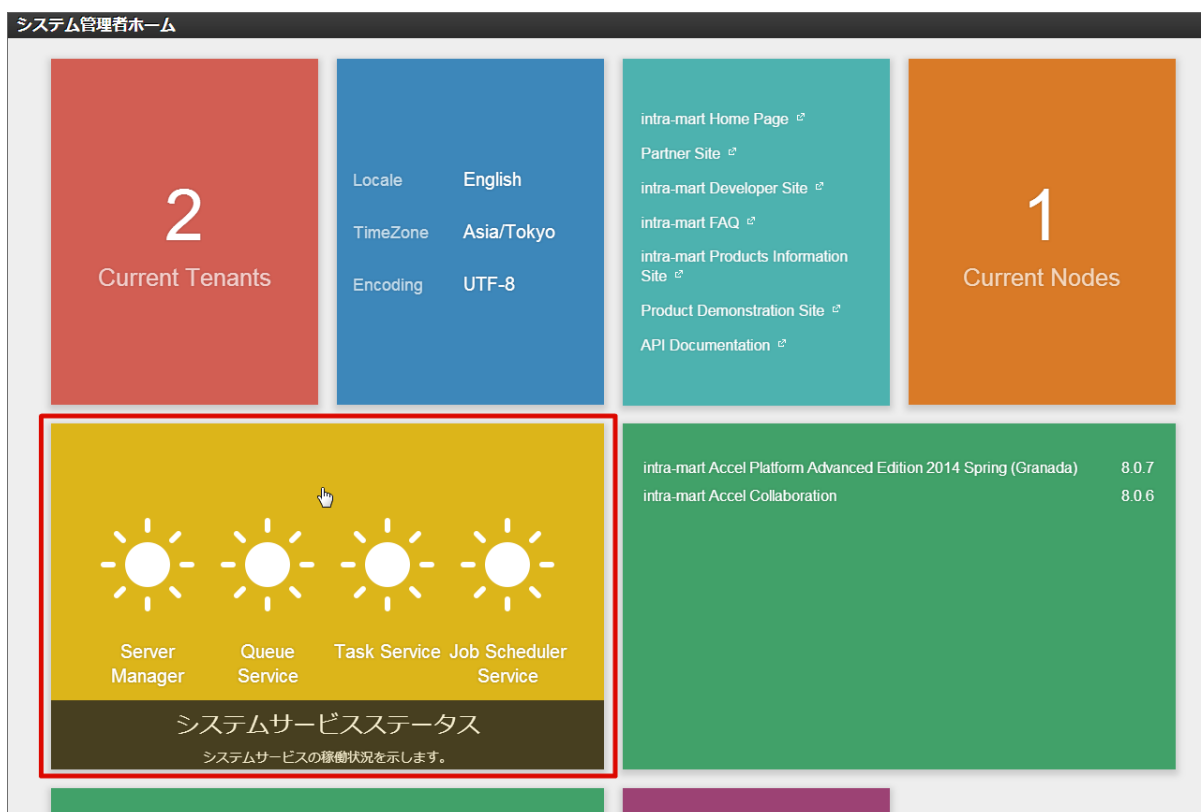 システム管理者ホーム
2
Current Tenants
Locale English
TimeZone Asia/Tokyo
Encoding UTF-8
intra-mart Home Page
Partner Site
intra-mart Developer Site
intra-mart FAQ
intra-mart Products Information
Site
Product Demonstration Site
API Documentation
1
Current Nodes
Server
Manager
Queue
Service
Task Service
Job Scheduler
Service
システムサービスステータス
システムサービスの稼働状況を示します。
intra-mart Accel Platform Advanced Edition 2014 Spring (Granada) 8.0.7
intra-mart Accel Collaboration 8.0.6